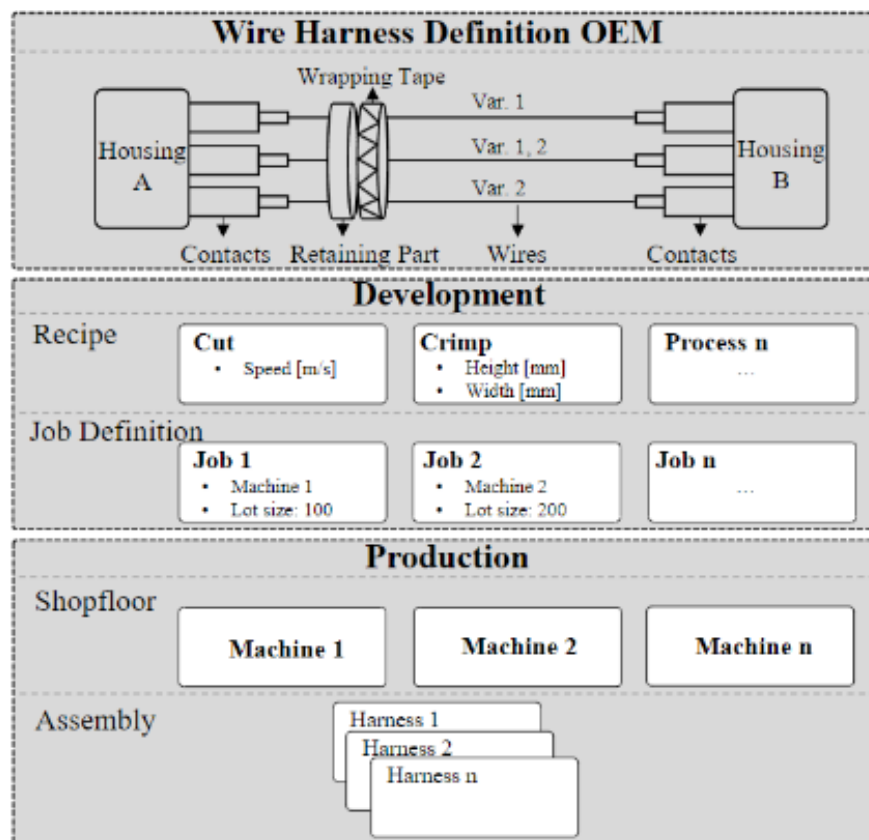 Wire Harness Definition OEM
Wrapping Tape
Var. 1
Housing
A
Var. 1, 2
Housing
B
Var. 2
Contacts
Retaining Part
Wires
Contacts
Development
Recipe
Cut
• Speed [m/s]
Crimp
• Height [mm]
• Width [mm]
Process n
...
Job Definition
Job 1
• Machine 1
• Lot size: 100
Job 2
• Machine 2
• Lot size: 200
Job n
...
Production
Shopfloor
Machine 1
Machine 2
Machine n
Assembly
Harness 1
Harness 2
Harness n